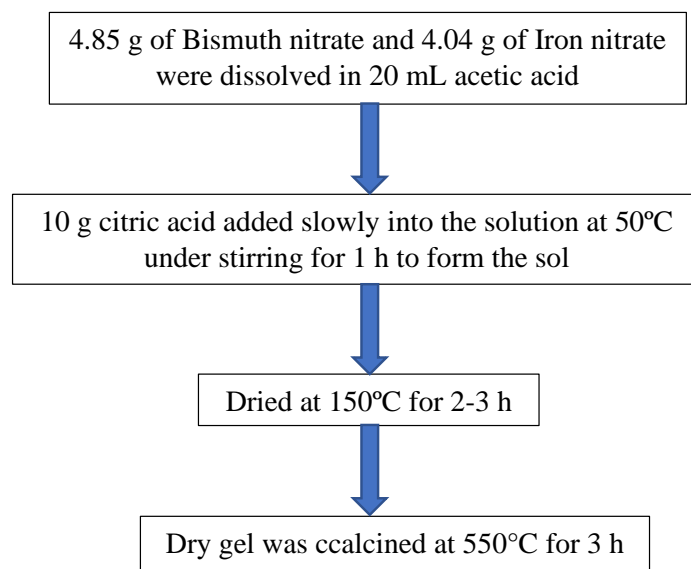 4.85 g of Bismuth nitrate and 4.04 g of Iron nitrate
were dissolved in 20 mL acetic acid
10 g citric acid added slowly into the solution at 50ºC
under stirring for 1 h to form the sol
Dried at 150ºC for 2-3 h
Dry gel was ccalcined at 550°C for 3 h